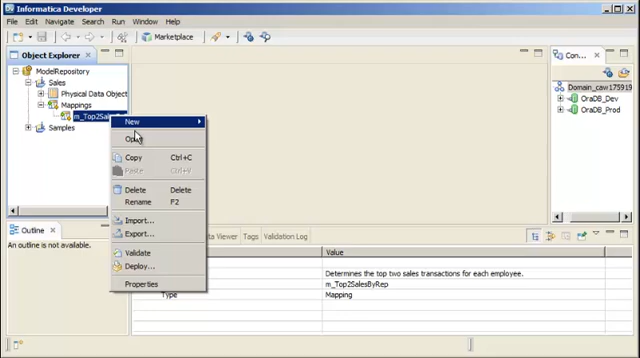 Informatica Developer
File Edit Navigate Search Run Window Help
Marketplace
Object Explorer
Con...
ModelRepository
Sales
Physical Data Object
Mappings
m_Top2Sales
Samples
Domain_caw175919
OraDB_Dev
OraDB_Prod
New
Open
Copy Ctrl+C
Paste Ctrl+V
Delete Delete
Rename F2
Import...
Export...
Validate
Deploy...
Properties
Outline
An outline is not available.
Viewer Tags Validation Log
Value
Determines the top two sales transactions for each employee.
m_Top2SalesByRep
Type Mapping